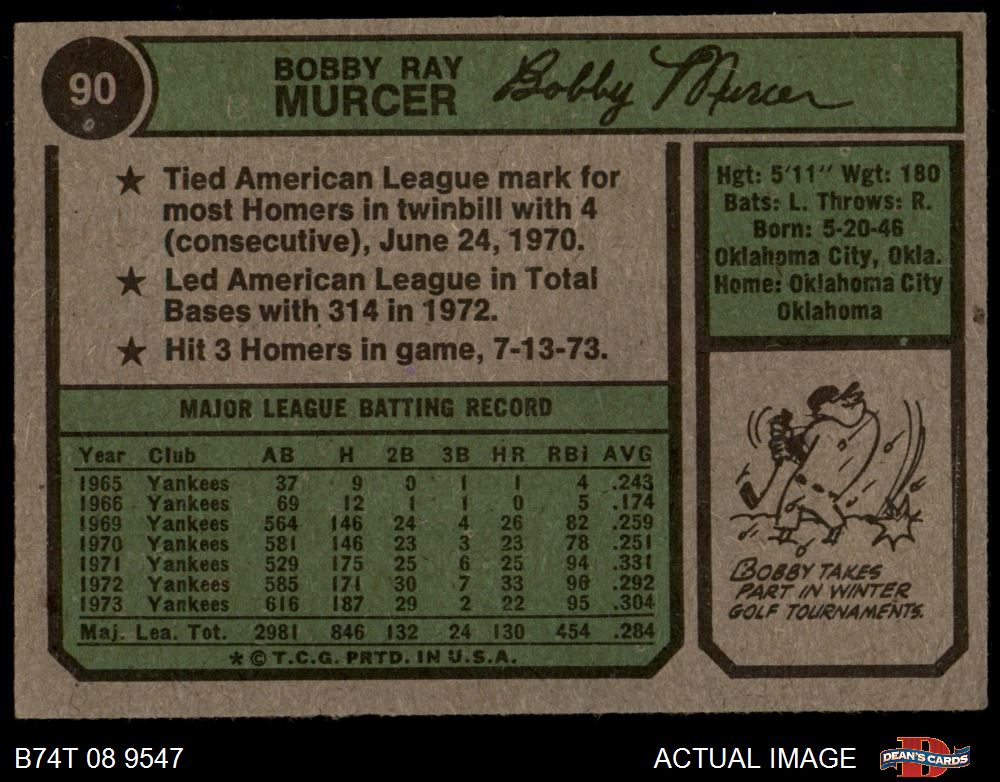 90
BOBBY RAY
MURCER
Bobby Murcer
★ Tied American League mark for
most Homers in twinbill with 4
(consecutive), June 24, 1970.
★ Led American League in Total
Bases with 314 in 1972.
★ Hit 3 Homers in game, 7-13-73.
Hgt: 5'11" Wgt: 180
Bats: L. Throws: R.
Born: 5-20-46
Oklahoma City, Okla.
Home: Oklahoma City
Oklahoma
MAJOR LEAGUE BATTING RECORD
Year Club AB H 2B 3B HR RBI AVG
1965 Yankees 37 9 0 1 1 4 .243
1966 Yankees 69 12 1 1 0 5 .174
1969 Yankees 564 146 24 4 26 82 .259
1970 Yankees 581 146 23 3 23 78 .251
1971 Yankees 529 175 25 6 25 94 .331
1972 Yankees 585 171 30 7 33 96 .292
1973 Yankees 616 187 29 2 22 95 .304
Maj. Lea. Tot. 2981 846 132 24 130 454 .284
* © T.C.G. PRTD. IN U.S.A.
BOBBY TAKES
PART IN WINTER
GOLF TOURNAMENTS.
B74T 08 9547
ACTUAL IMAGE
DEAN'S CARDS